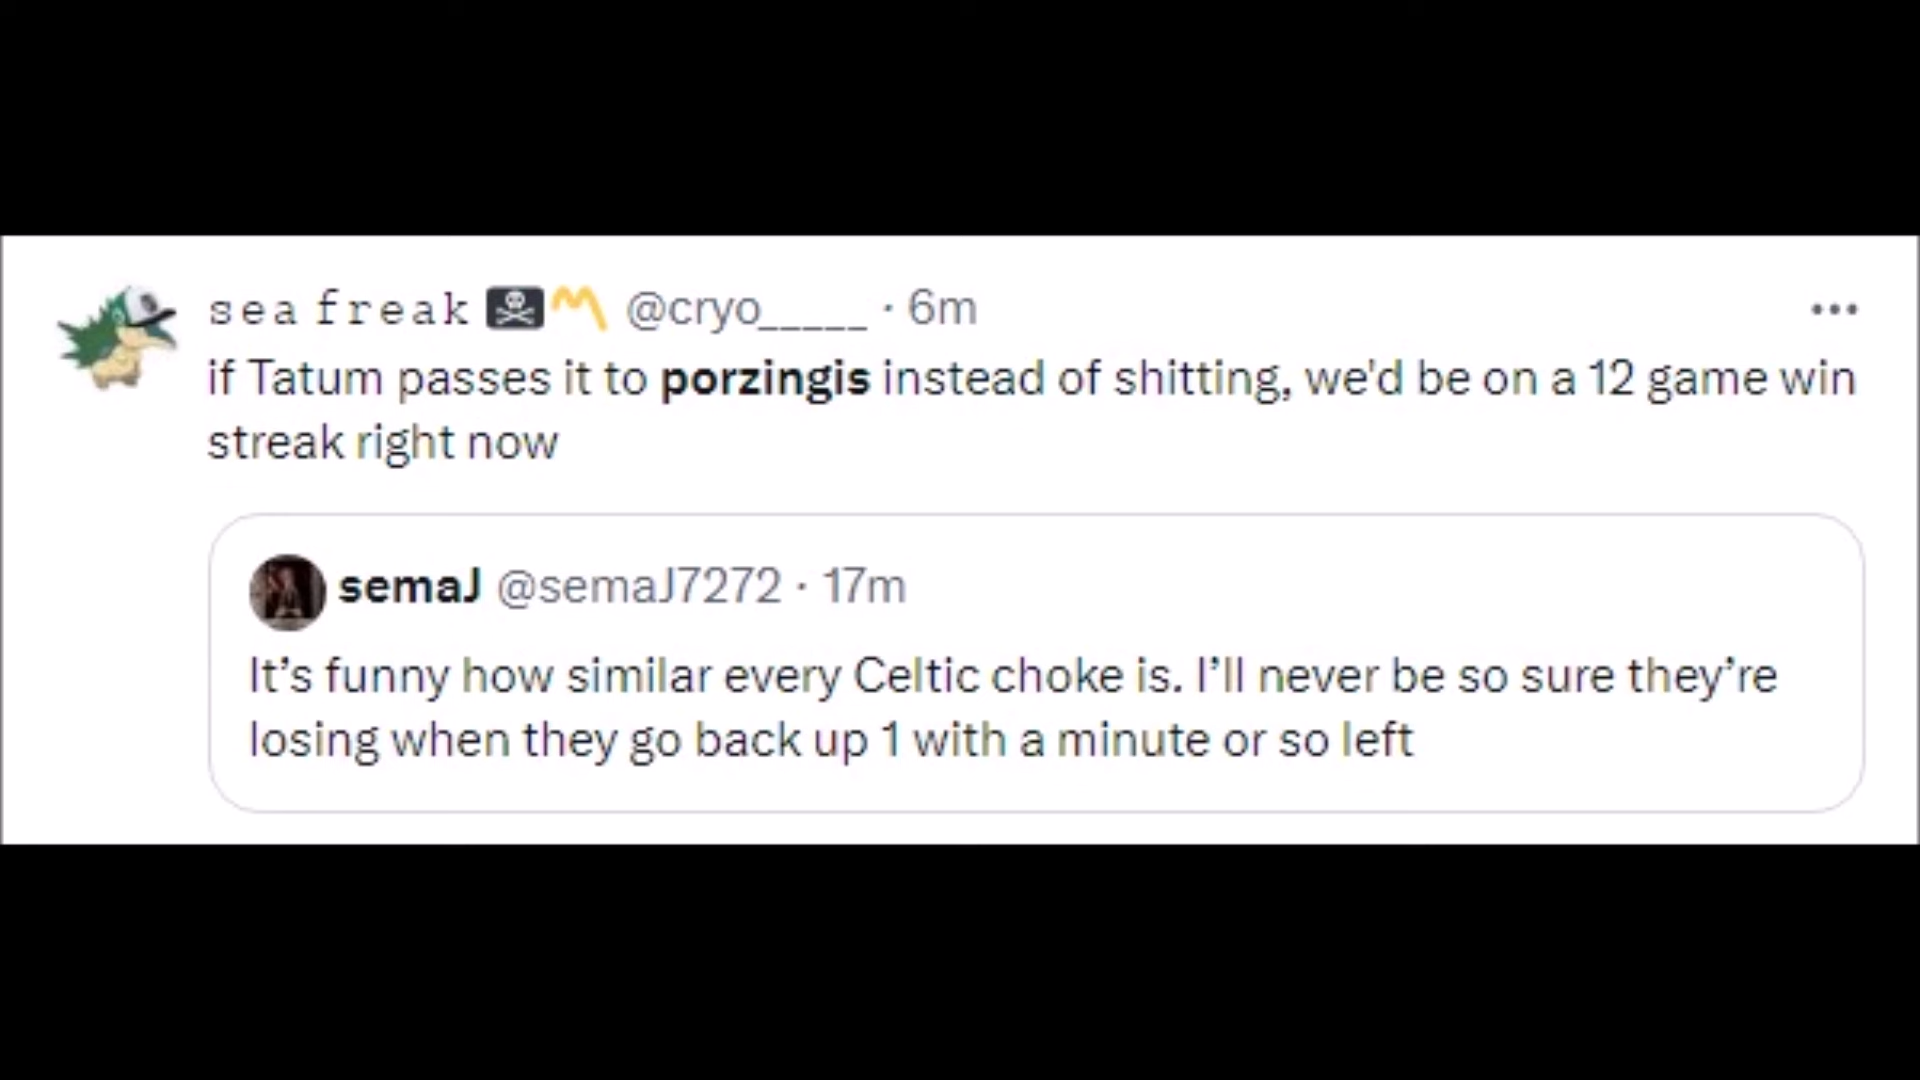 sea freak 🏴‍☠️〽️ @cryo_____ · 6m
if Tatum passes it to porzingis instead of shitting, we'd be on a 12 game win
streak right now
semaJ @semaJ7272 · 17m
It’s funny how similar every Celtic choke is. I’ll never be so sure they’re
losing when they go back up 1 with a minute or so left